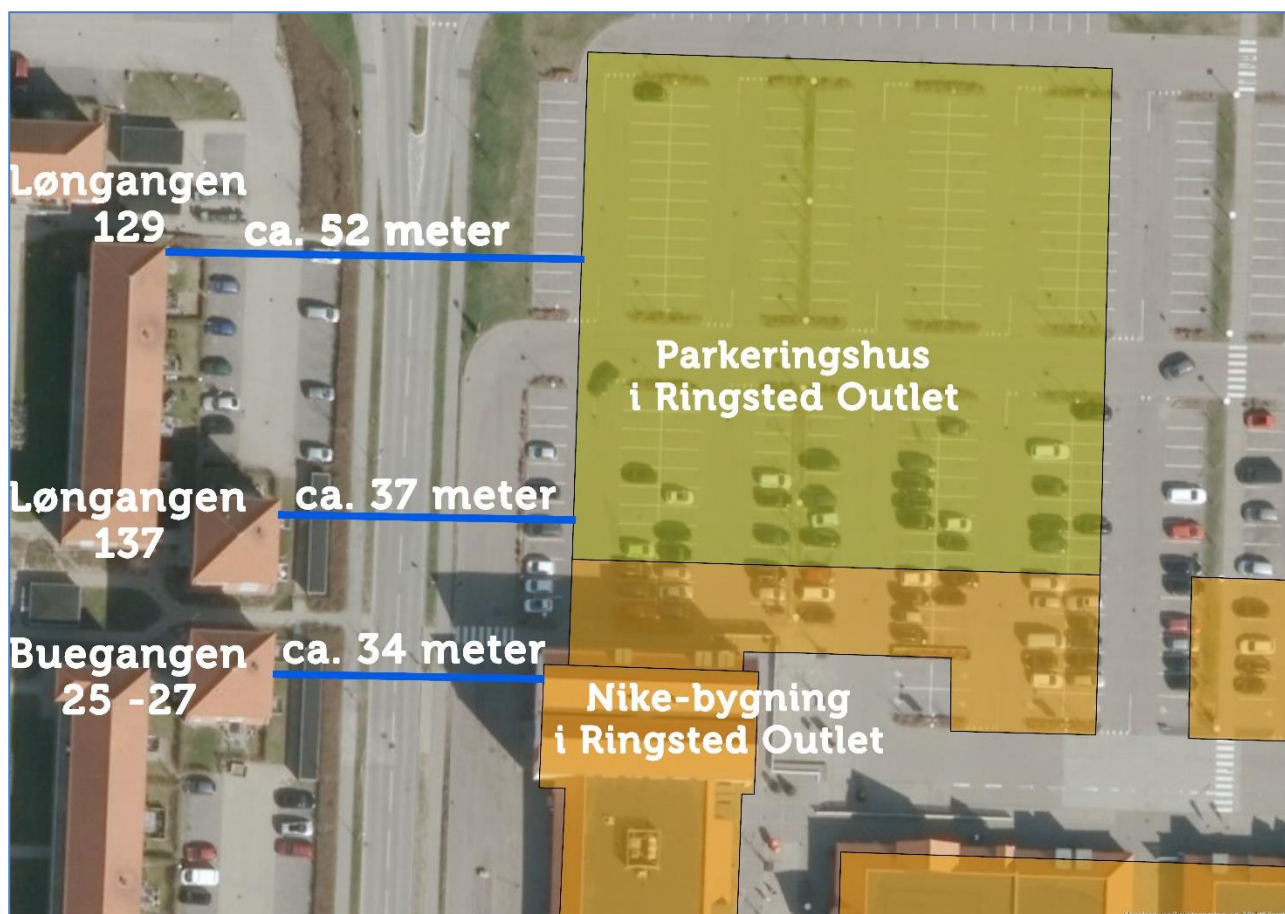 Løngangen
129
ca. 52 meter
Parkeringshus
i Ringsted Outlet
Løngangen
137
ca. 37 meter
Buegangen
25 -27
ca. 34 meter
Nike-bygning
i Ringsted Outlet